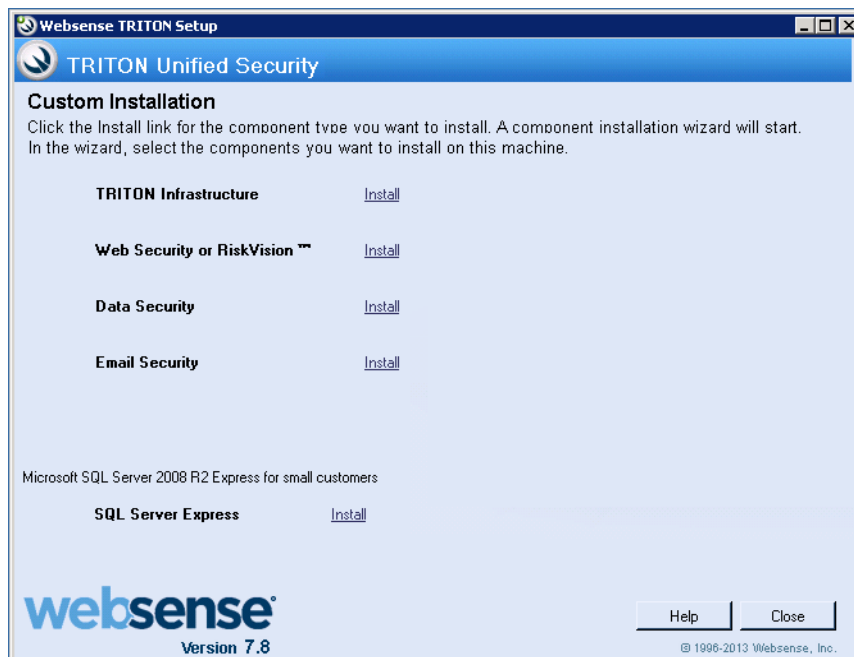 Websense TRITON Setup
TRITON Unified Security
Custom Installation
Click the Install link for the component type you want to install. A component installation wizard will start.
In the wizard, select the components you want to install on this machine.
TRITON Infrastructure Install
Web Security or RiskVision ™ Install
Data Security Install
Email Security Install
Microsoft SQL Server 2008 R2 Express for small customers
SQL Server Express Install
websense
Version 7.8
Help Close
© 1996-2013 Websense, Inc.